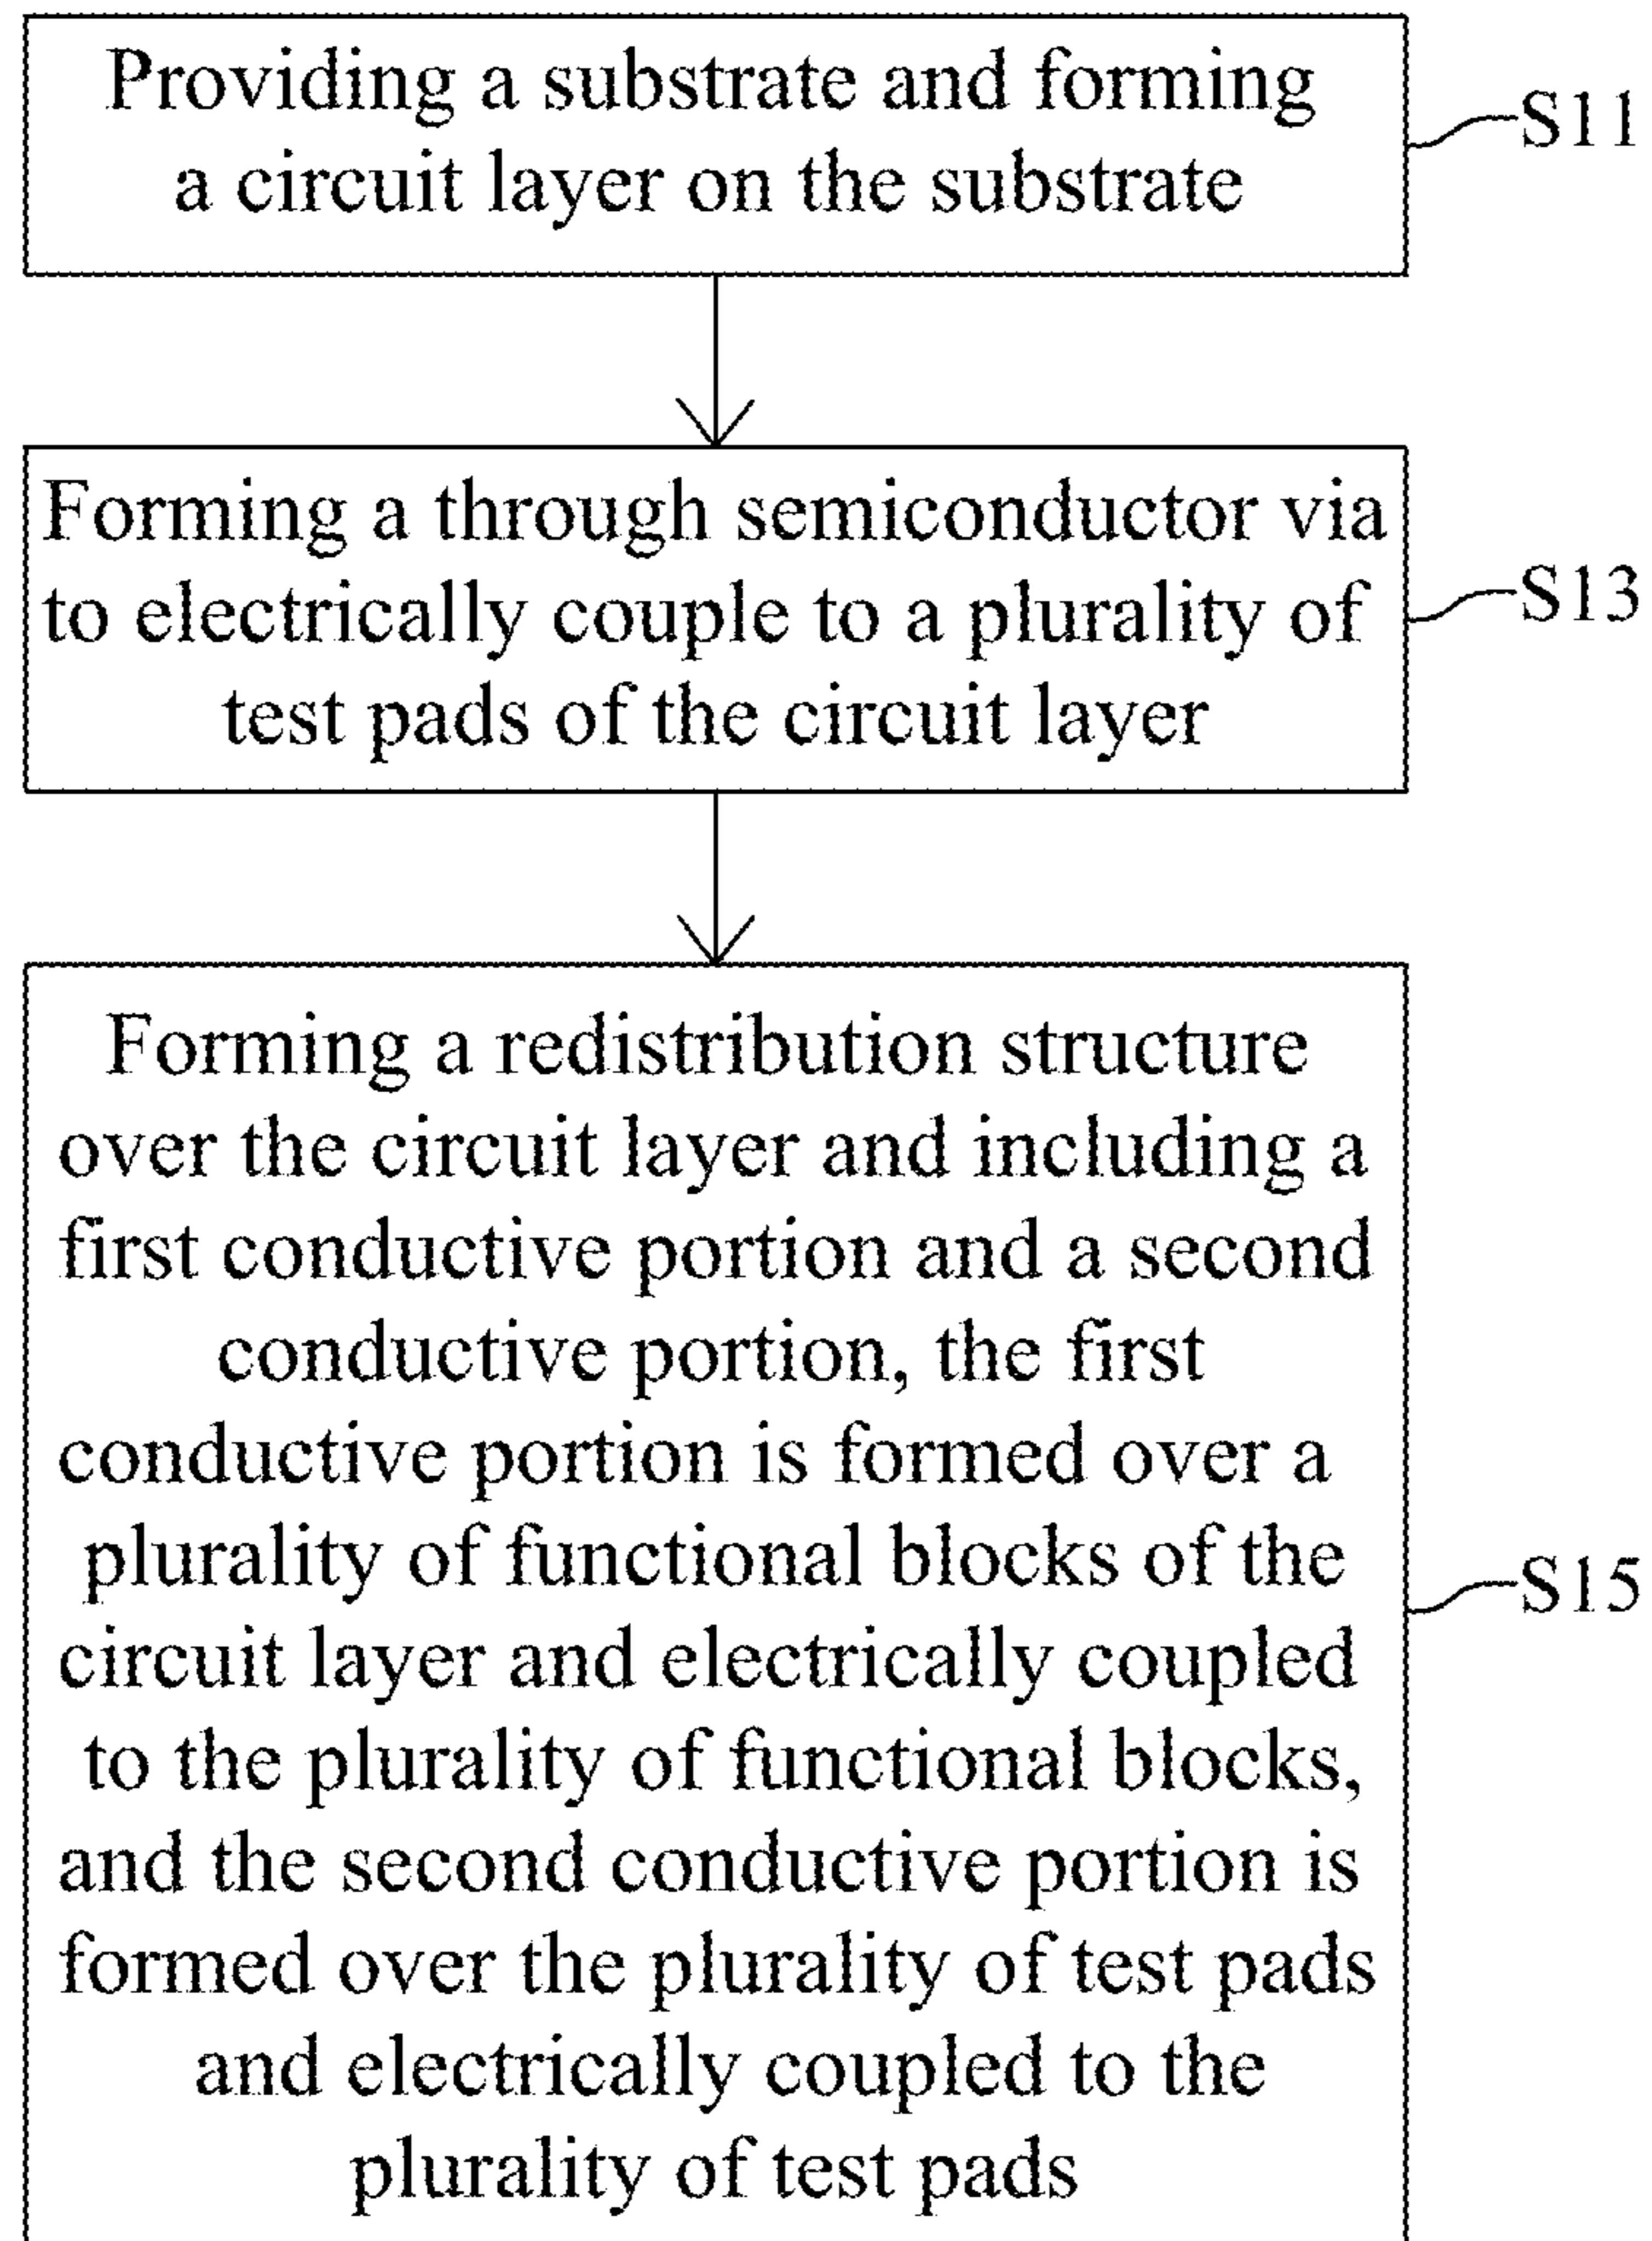 Providing a substrate and forming
a circuit layer on the substrate
S11
Forming a through semiconductor via
to electrically couple to a plurality of
test pads of the circuit layer
S13
Forming a redistribution structure
over the circuit layer and including a
first conductive portion and a second
conductive portion, the first
conductive portion is formed over a
plurality of functional blocks of the
circuit layer and electrically coupled
to the plurality of functional blocks,
and the second conductive portion is
formed over the plurality of test pads
and electrically coupled to the
plurality of test pads
S15